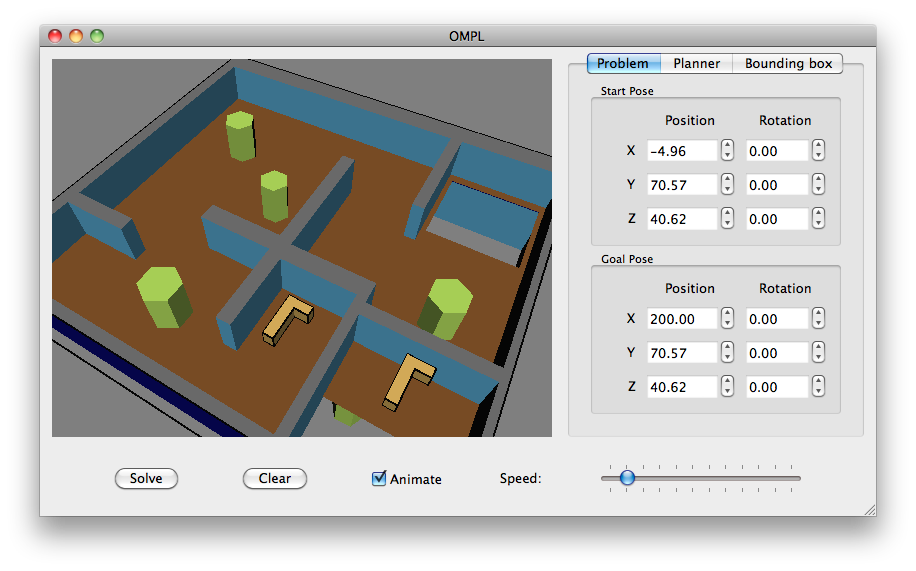 OMPL
Problem Planner Bounding box
Start Pose
Position Rotation
X -4.96 0.00
Y 70.57 0.00
Z 40.62 0.00
Goal Pose
Position Rotation
X 200.00 0.00
Y 70.57 0.00
Z 40.62 0.00
Solve Clear Animate Speed: